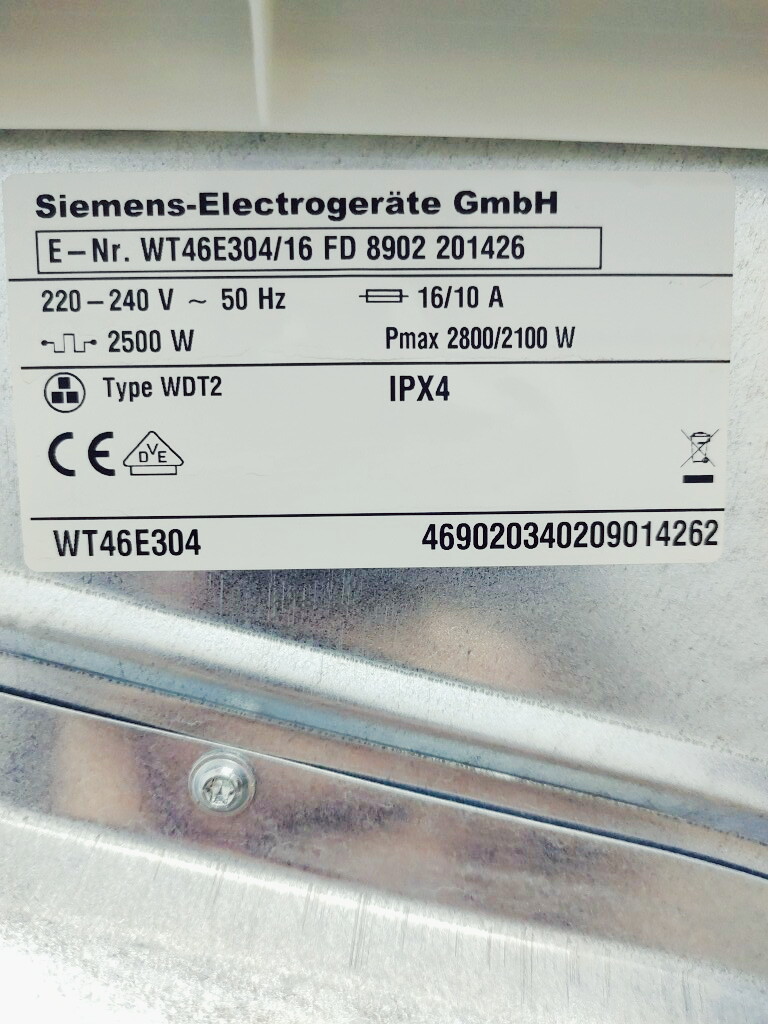 Siemens-Electrogeräte GmbH
E-Nr. WT46E304/16 FD 8902 201426
220-240 V ~ 50 Hz 16/10 A
2500 W Pmax 2800/2100 W
Type WDT2 IPX4
CE DVE
WT46E304 469020340209014262